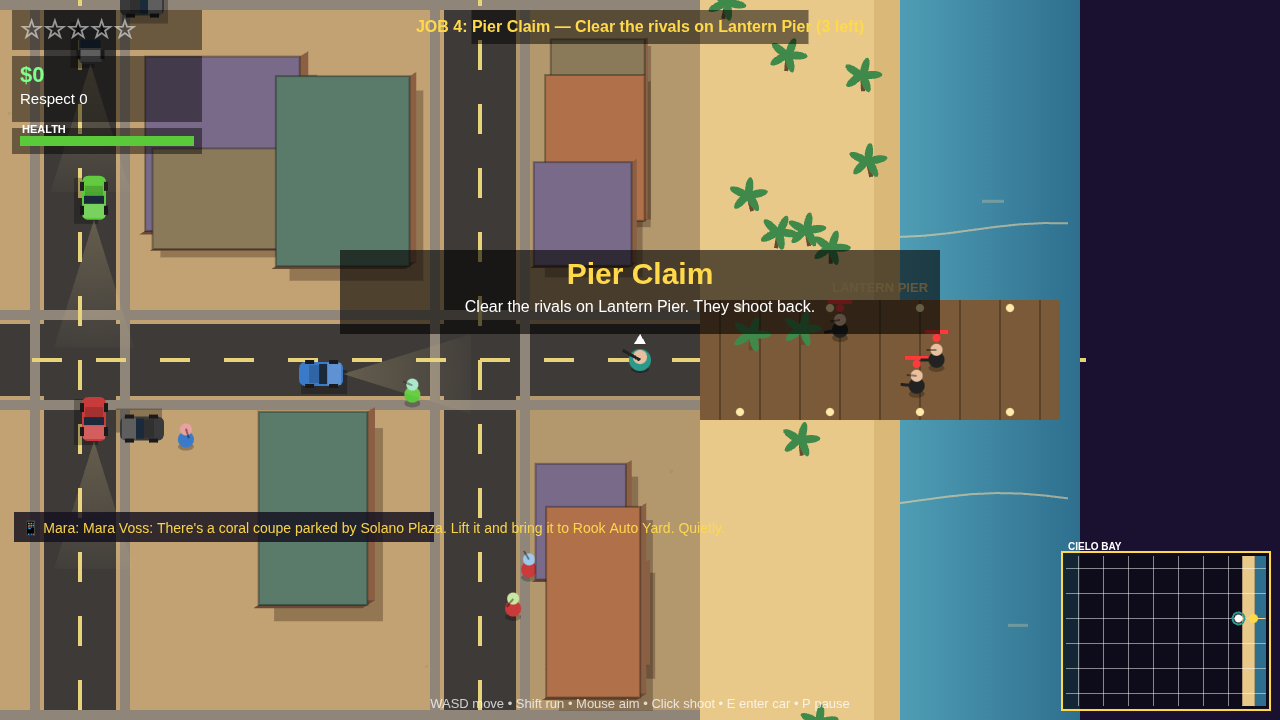 JOB 4: Pier Claim — Clear the rivals on Lantern Pier (3 left)
$0
Respect 0
HEALTH
Pier Claim
LANTERN PIER
Clear the rivals on Lantern Pier. They shoot back.
Mara: Mara Voss: There's a coral coupe parked by Solano Plaza. Lift it and bring it to Rook Auto Yard. Quietly.
CIELO BAY
WASD move • Shift run • Mouse aim • Click shoot • E enter car • P pause